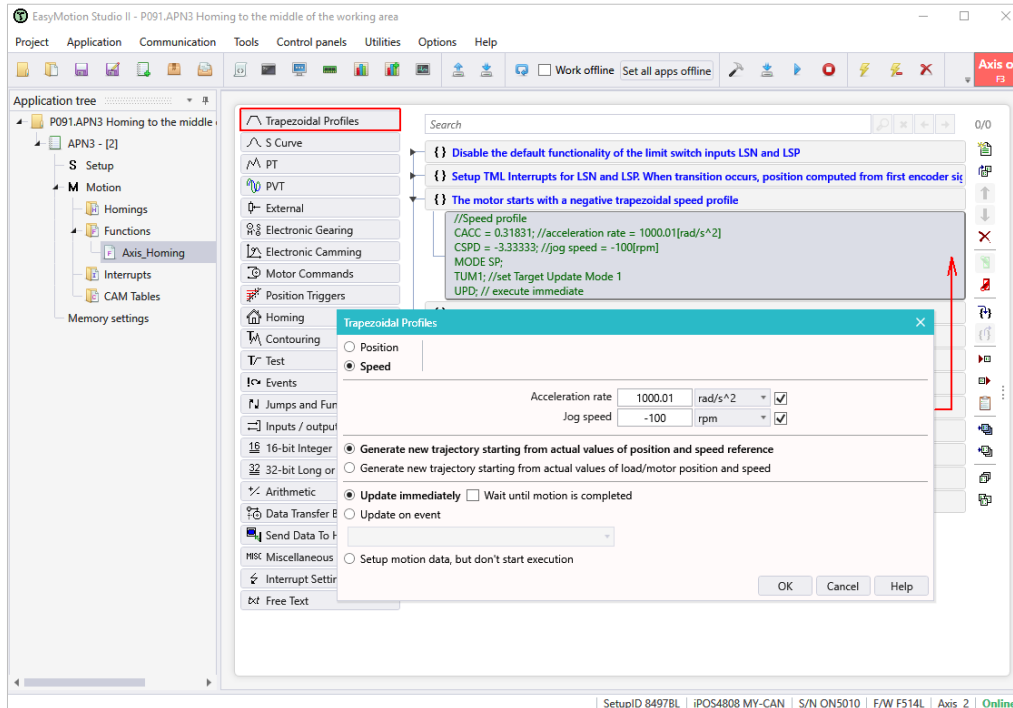 EasyMotion Studio II - P091.APN3 Homing to the middle of the working area
Project Application Communication Tools Control panels Utilities Options Help
Work offline Set all apps offline
Axis o
F3
Application tree
P091.APN3 Homing to the middle
APN3 - [2]
S Setup
M Motion
Homings
Functions
Axis_Homing
Interrupts
CAM Tables
Memory settings
Trapezoidal Profiles
S Curve
PT
PVT
External
Electronic Gearing
Electronic Camming
Motor Commands
Position Triggers
Homing
Contouring
Test
Events
Jumps and Fun
Inputs / output
16 16-bit Integer
32 32-bit Long or
Arithmetic
Data Transfer B
Send Data To H
MISC Miscellaneous
Interrupt Settin
txt Free Text
Search
0/0
{} Disable the default functionality of the limit switch inputs LSN and LSP
{} Setup TML Interrupts for LSN and LSP. When transition occurs, position computed from first encoder sig
{} The motor starts with a negative trapezoidal speed profile
//Speed profile
CACC = 0.31831; //acceleration rate = 1000.01[rad/s^2]
CSPD = -3.33333; //jog speed = -100[rpm]
MODE SP;
TUM1; //set Target Update Mode 1
UPD; // execute immediate
Trapezoidal Profiles
Position
Speed
Acceleration rate 1000.01 rad/s^2
Jog speed -100 rpm
Generate new trajectory starting from actual values of position and speed reference
Generate new trajectory starting from actual values of load/motor position and speed
Update immediately Wait until motion is completed
Update on event
Setup motion data, but don't start execution
OK Cancel Help
SetupID 8497BL iPOS4808 MY-CAN S/N ON5010 F/W F514L Axis 2 Online